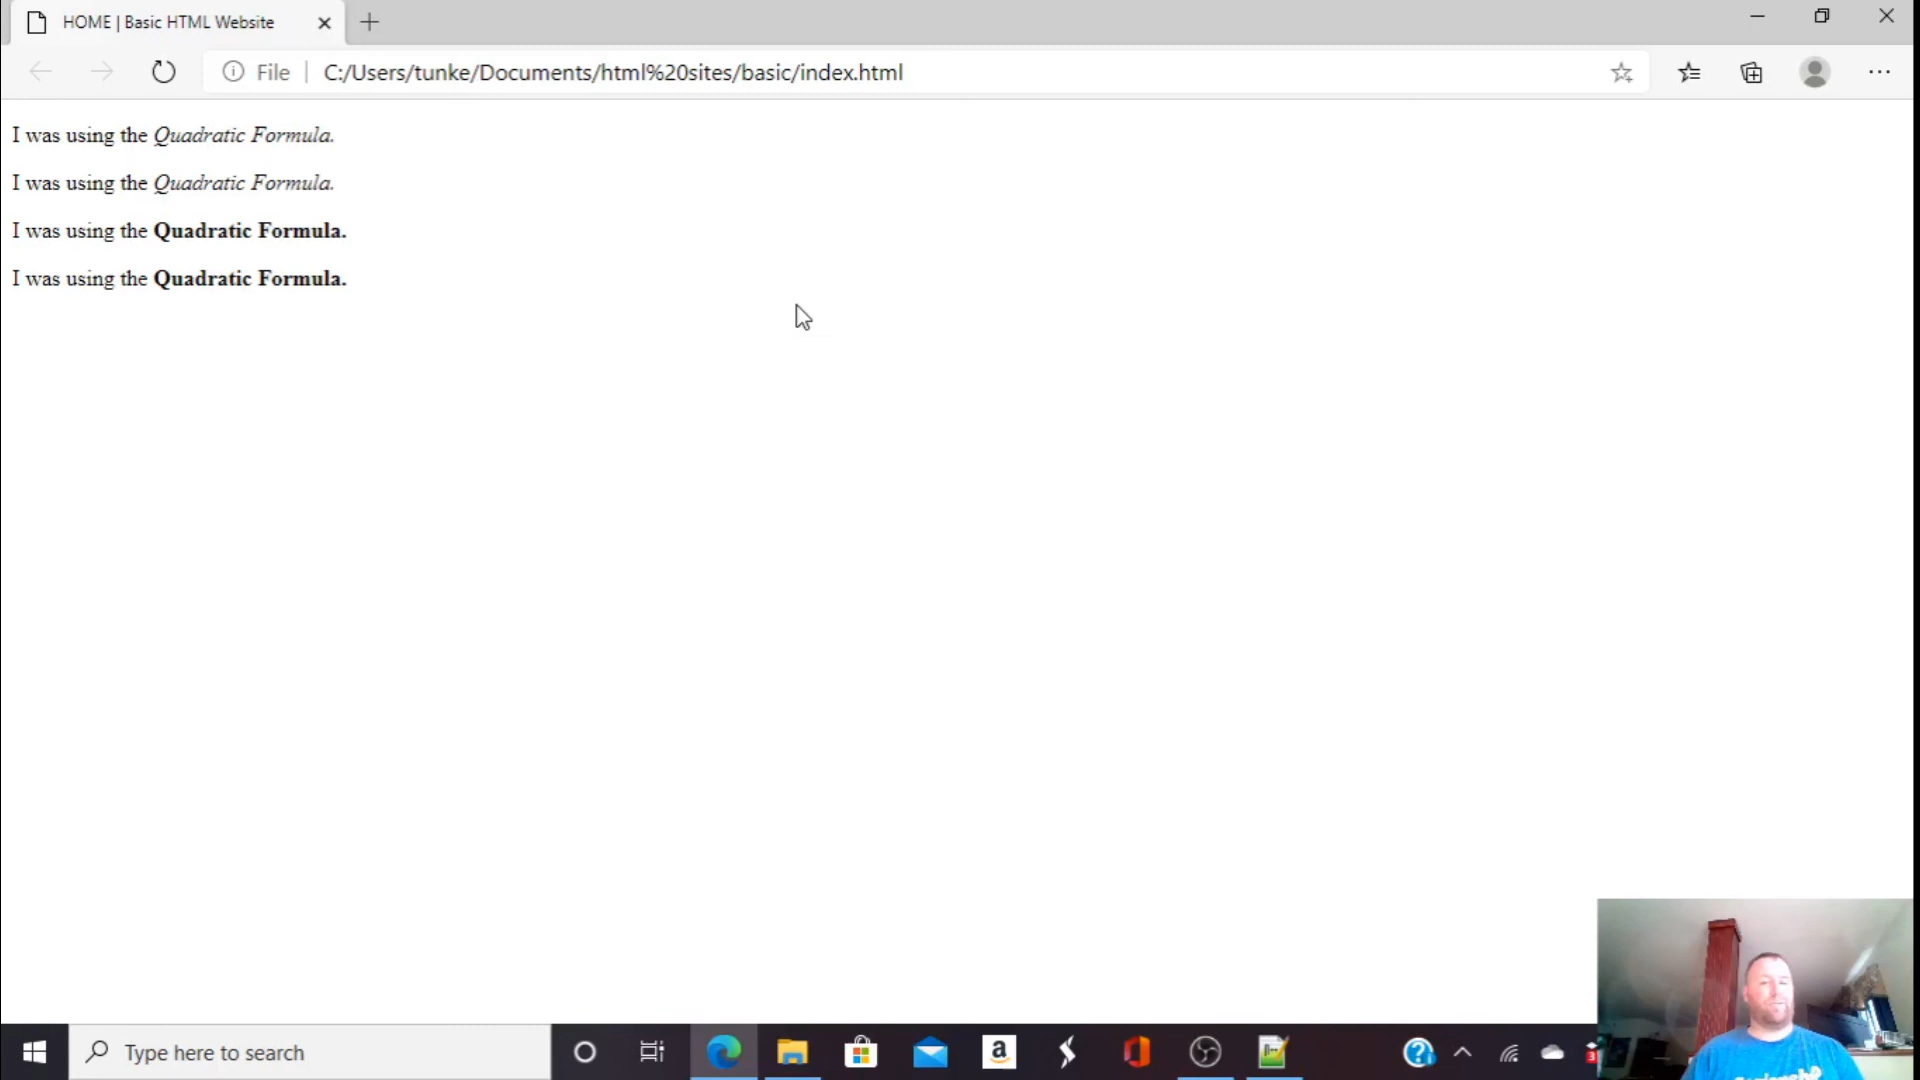 HOME | Basic HTML Website
File
C:/Users/tunke/Documents/html%20sites/basic/index.html
I was using the Quadratic Formula.
I was using the Quadratic Formula.
I was using the Quadratic Formula.
I was using the Quadratic Formula.
Type here to search
a
3